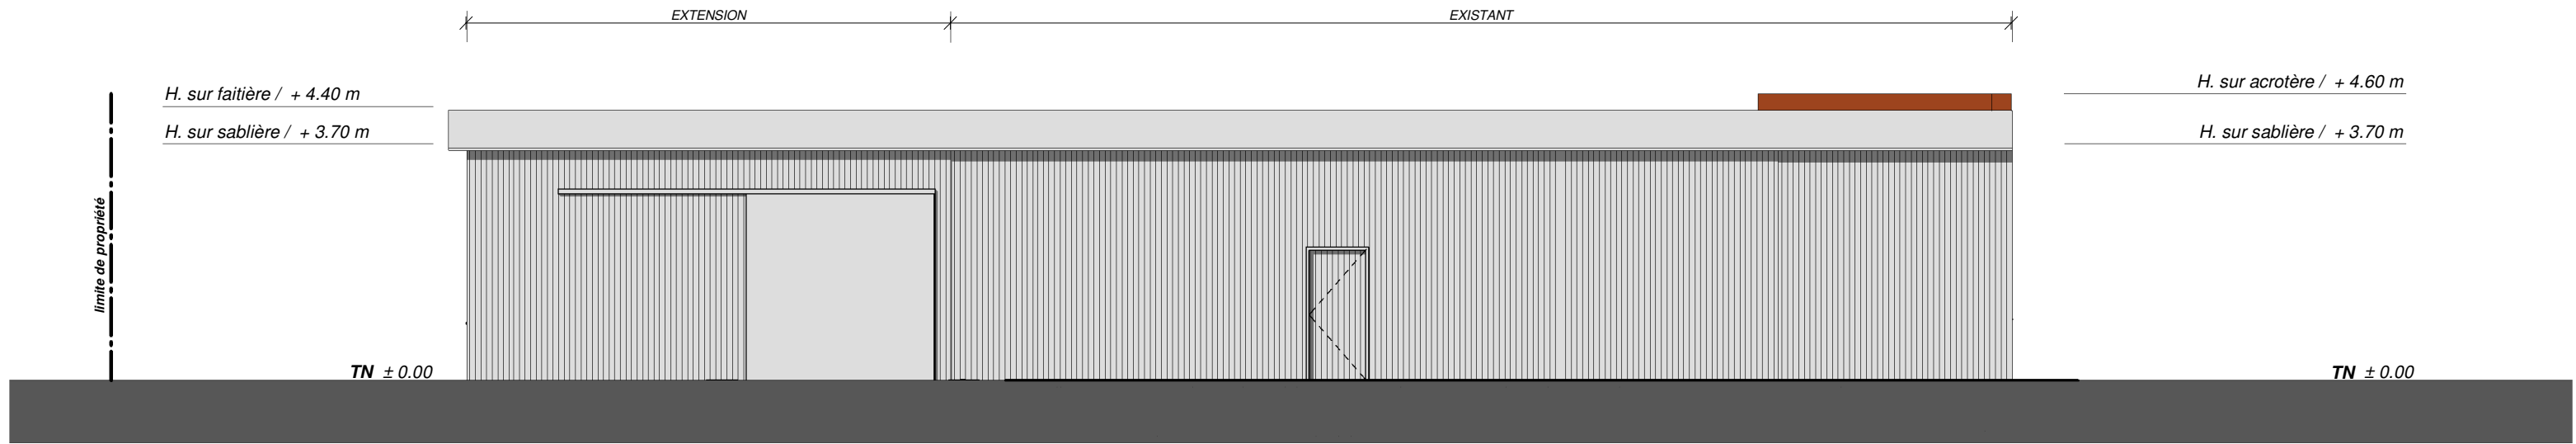 EXTENSION
EXISTANT
H. sur faitière / + 4.40 m
H. sur acrotère / + 4.60 m
H. sur sablière / + 3.70 m
H. sur sablière / + 3.70 m
limite de propriété
TN ± 0.00
TN ± 0.00